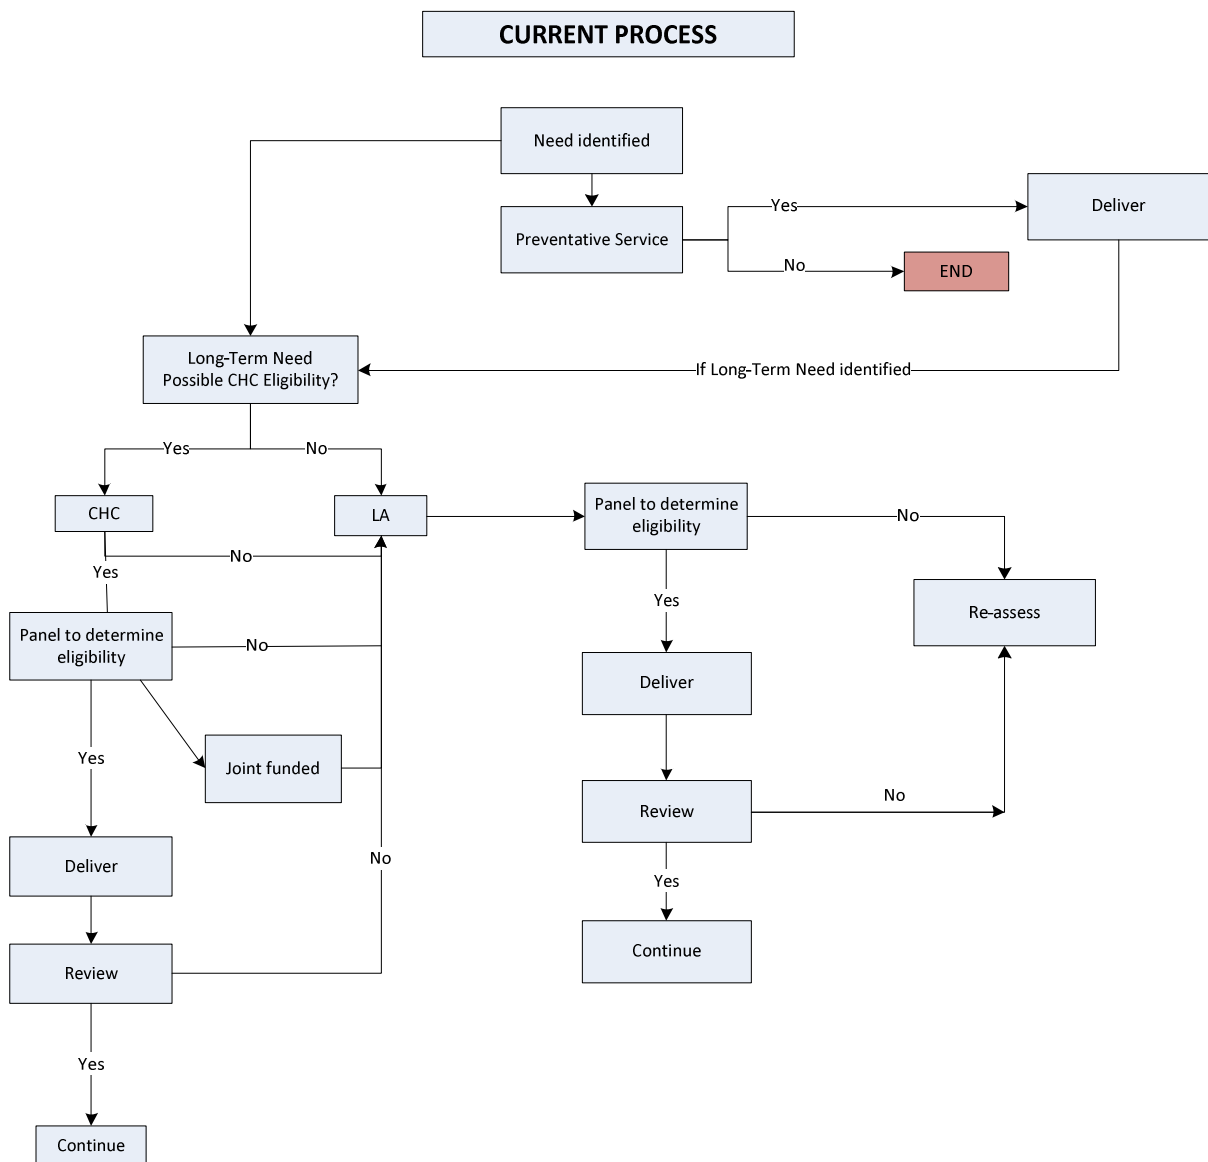 CURRENT PROCESS
Need identified
Preventative Service
Yes
Deliver
No
END
Long-Term Need
Possible CHC Eligibility?
If Long-Term Need identified
Yes
No
CHC
LA
Panel to determine
eligibility
No
Yes
No
Yes
Re-assess
Panel to determine
eligibility
No
Deliver
Yes
Joint funded
Review
No
Deliver
No
Yes
Review
Continue
Yes
Continue